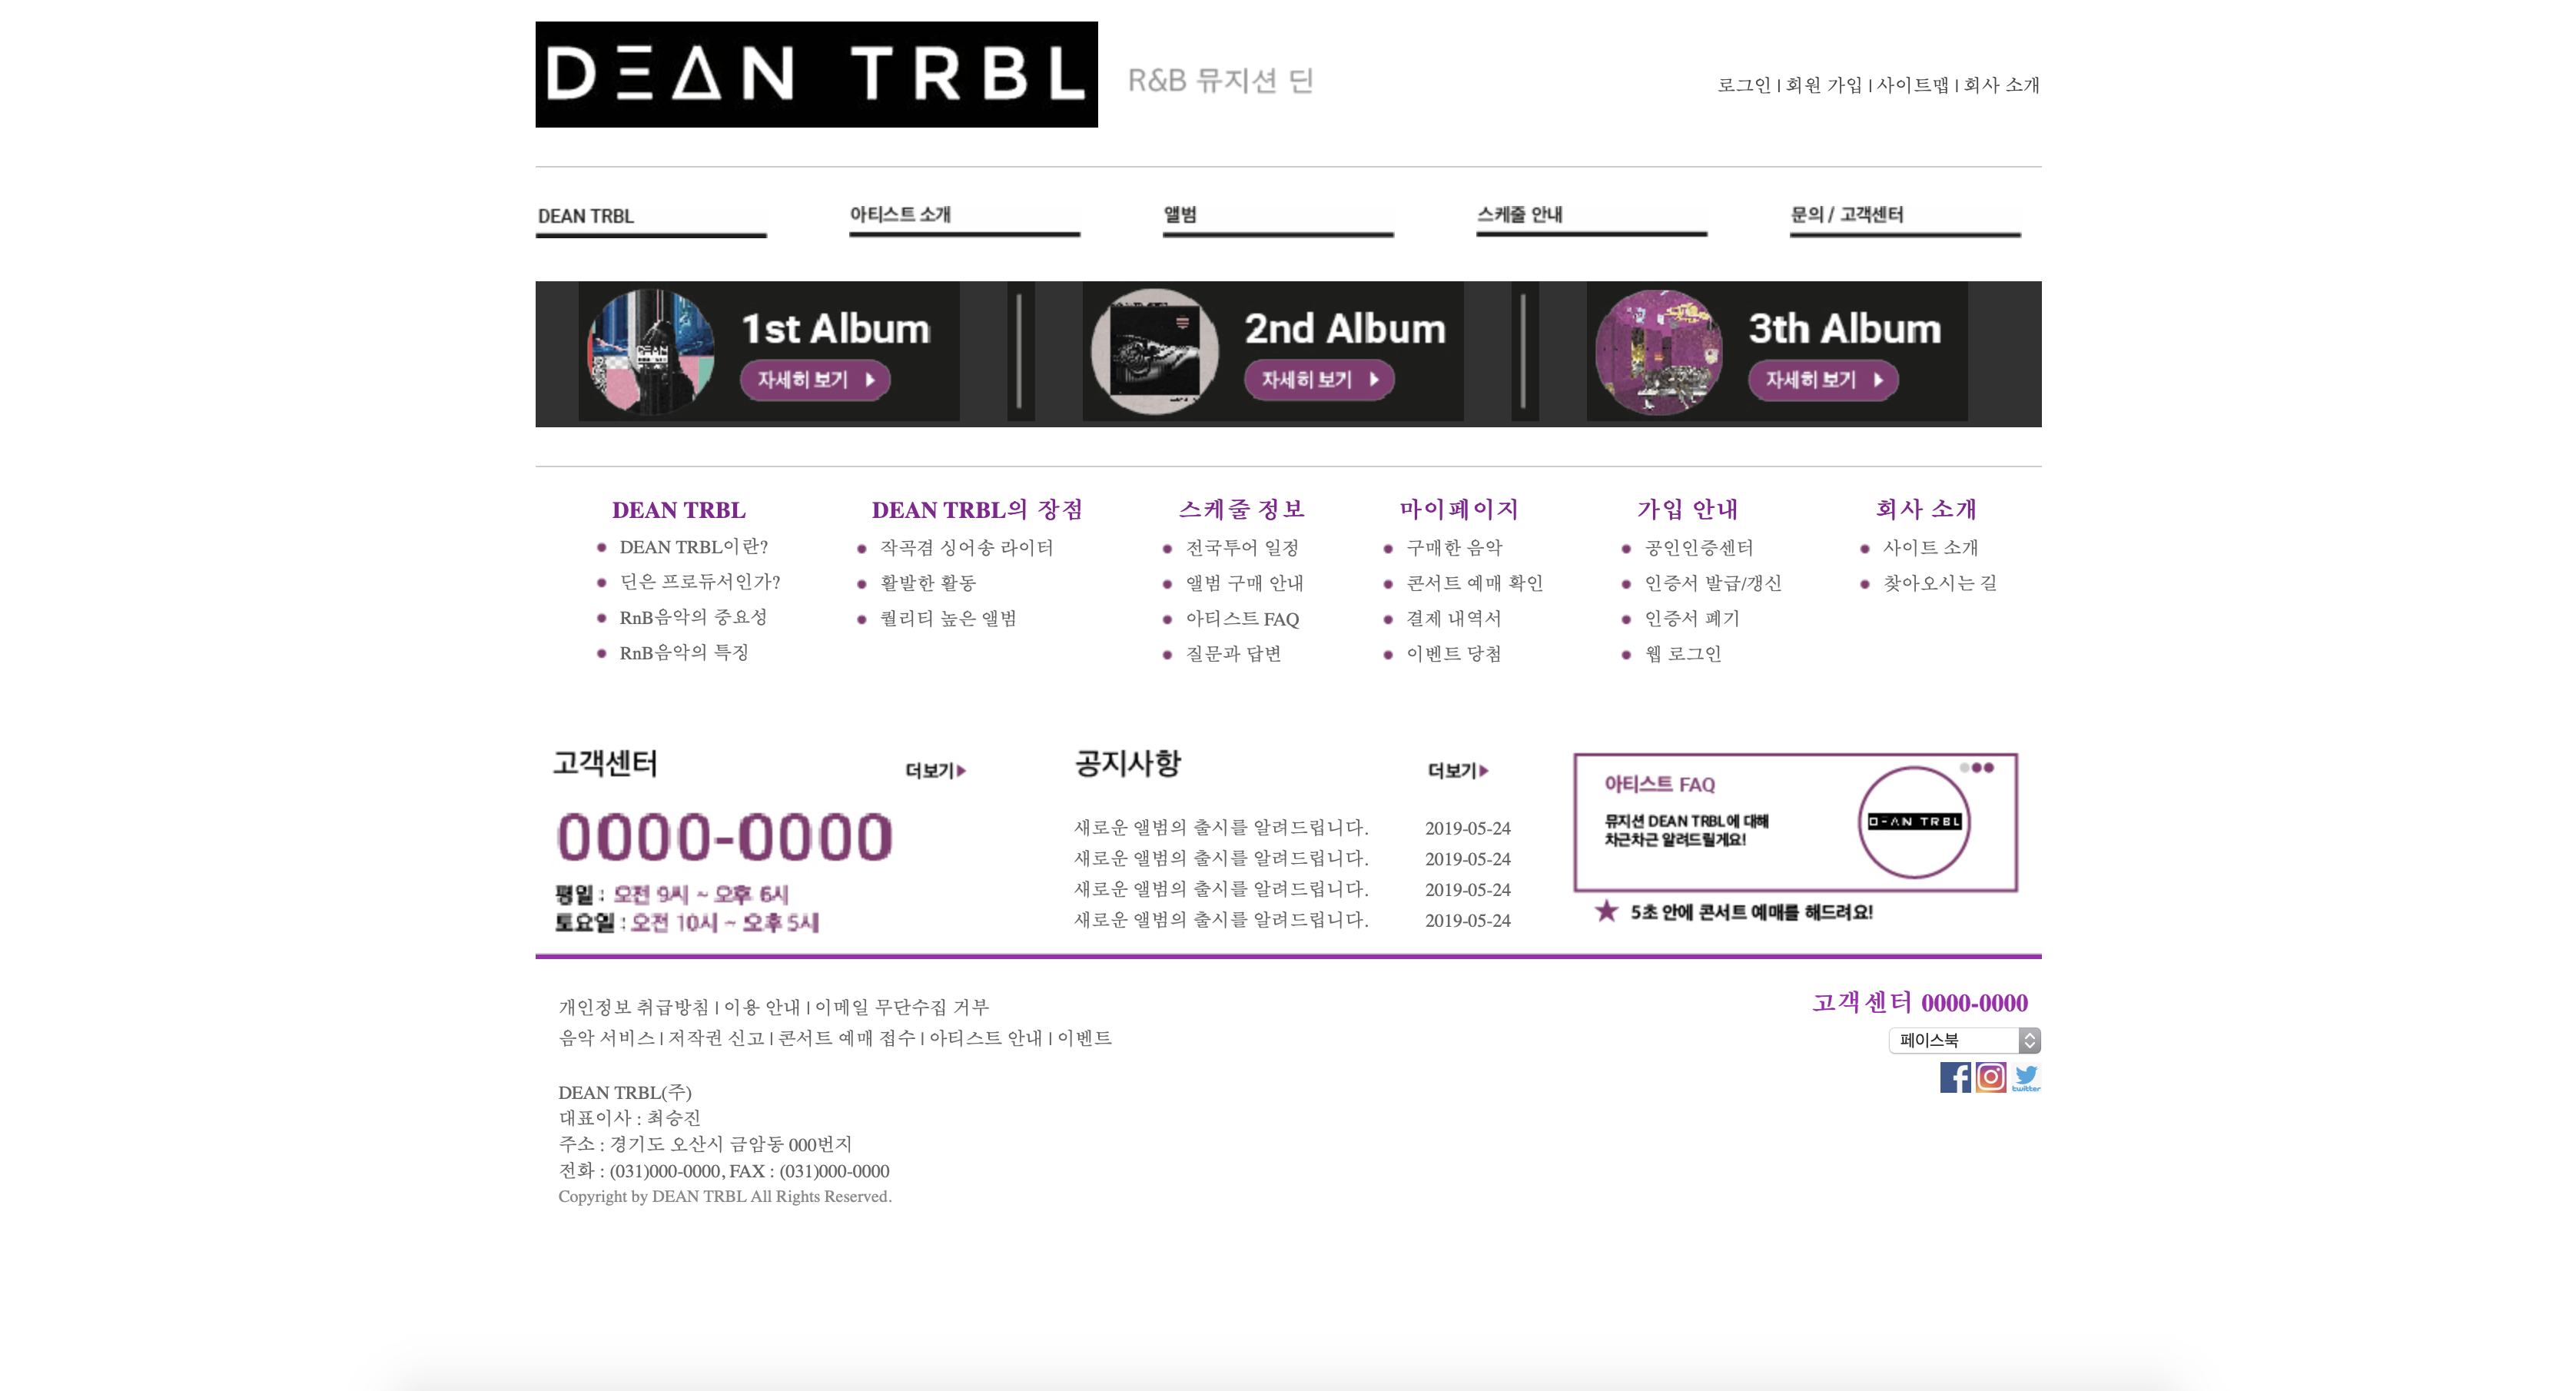 DEAN TRBL
R&B 뮤지션 딘
로그인 | 회원 가입 | 사이트맵 | 회사 소개
DEAN TRBL
아티스트 소개
앨범
스케줄 안내
문의 / 고객센터
1st Album
자세히 보기
2nd Album
자세히 보기
3th Album
자세히 보기
DEAN TRBL
DEAN TRBL이란?
딘은 프로듀서인가?
RnB음악의 중요성
RnB음악의 특징
DEAN TRBL의 장점
작곡겸 싱어송 라이터
활발한 활동
퀄리티 높은 앨범
스케줄 정보
전국투어 일정
앨범 구매 안내
아티스트 FAQ
질문과 답변
마이페이지
구매한 음악
콘서트 예매 확인
결제 내역서
이벤트 당첨
가입 안내
공인인증센터
인증서 발급/갱신
인증서 폐기
웹 로그인
회사 소개
사이트 소개
찾아오시는 길
고객센터
더보기
0000-0000
평일 : 오전 9시 ~ 오후 6시
토요일 : 오전 10시 ~ 오후 5시
공지사항
더보기
새로운 앨범의 출시를 알려드립니다. 2019-05-24
새로운 앨범의 출시를 알려드립니다. 2019-05-24
새로운 앨범의 출시를 알려드립니다. 2019-05-24
새로운 앨범의 출시를 알려드립니다. 2019-05-24
아티스트 FAQ
뮤지션 DEAN TRBL에 대해
차근차근 알려드릴게요!
DEAN TRBL
5초 안에 콘서트 예매를 해드려요!
개인정보 취급방침 | 이용 안내 | 이메일 무단수집 거부
음악 서비스 | 저작권 신고 | 콘서트 예매 접수 | 아티스트 안내 | 이벤트
DEAN TRBL(주)
대표이사 : 최승진
주소 : 경기도 오산시 금암동 000번지
전화 : (031)000-0000, FAX : (031)000-0000
Copyright by DEAN TRBL All Rights Reserved.
고객센터 0000-0000
페이스북
twitter